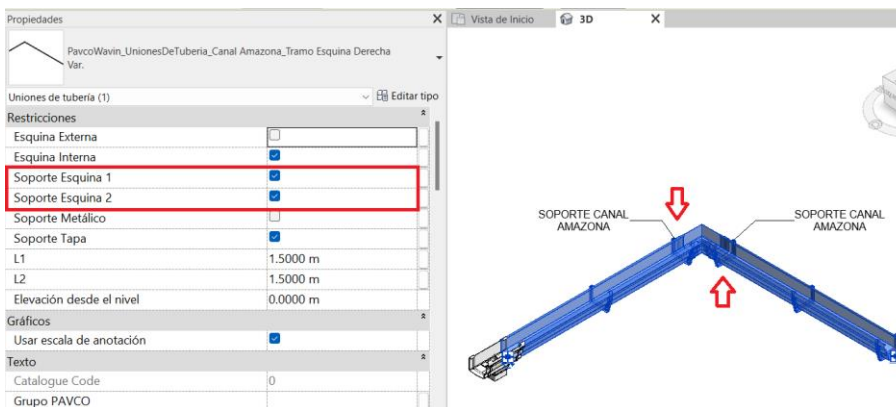 Propiedades
PavcoWavin_UnionesDeTuberia_Canal Amazona_Tramo Esquina Derecha
Var.
Uniones de tubería (1)
Editar tipo
Restricciones
Esquina Externa
Esquina Interna
Soporte Esquina 1
Soporte Esquina 2
Soporte Metálico
Soporte Tapa
L1 1.5000 m
L2 1.5000 m
Elevación desde el nivel 0.0000 m
Gráficos
Usar escala de anotación
Texto
Catalogue Code 0
Grupo PAVCO
Vista de Inicio
3D
SOPORTE CANAL
AMAZONA
SOPORTE CANAL
AMAZONA